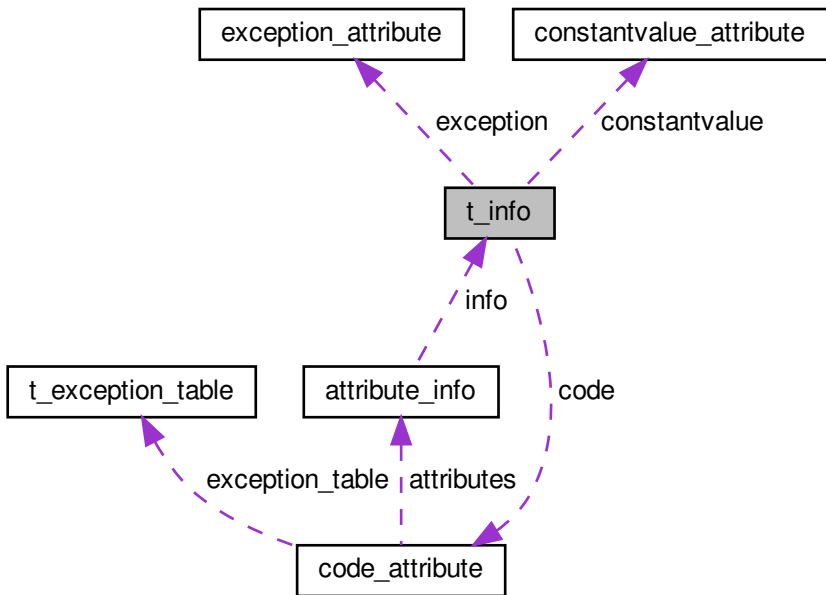 exception_attribute
constantvalue_attribute
exception
constantvalue
t_info
info
t_exception_table
attribute_info
code
exception_table
attributes
code_attribute